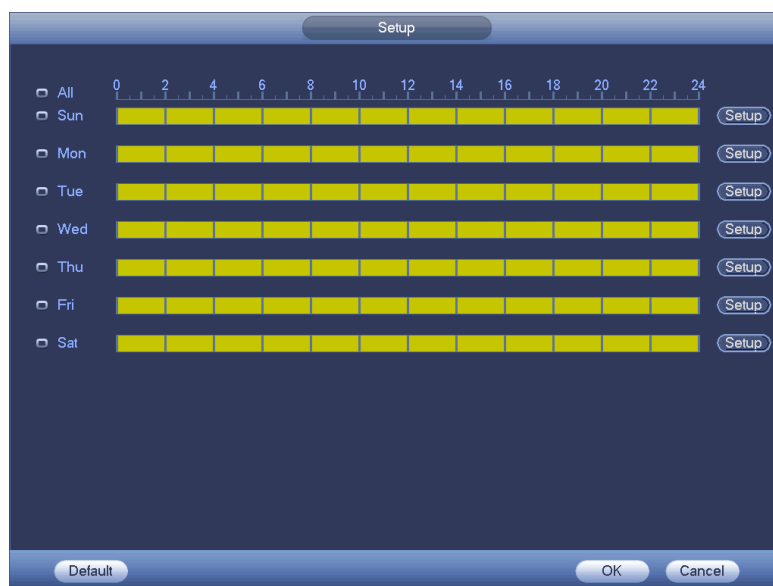 Setup
All 0 2 4 6 8 10 12 14 16 18 20 22 24
Sun Setup
Mon Setup
Tue Setup
Wed Setup
Thu Setup
Fri Setup
Sat Setup
Default OK Cancel